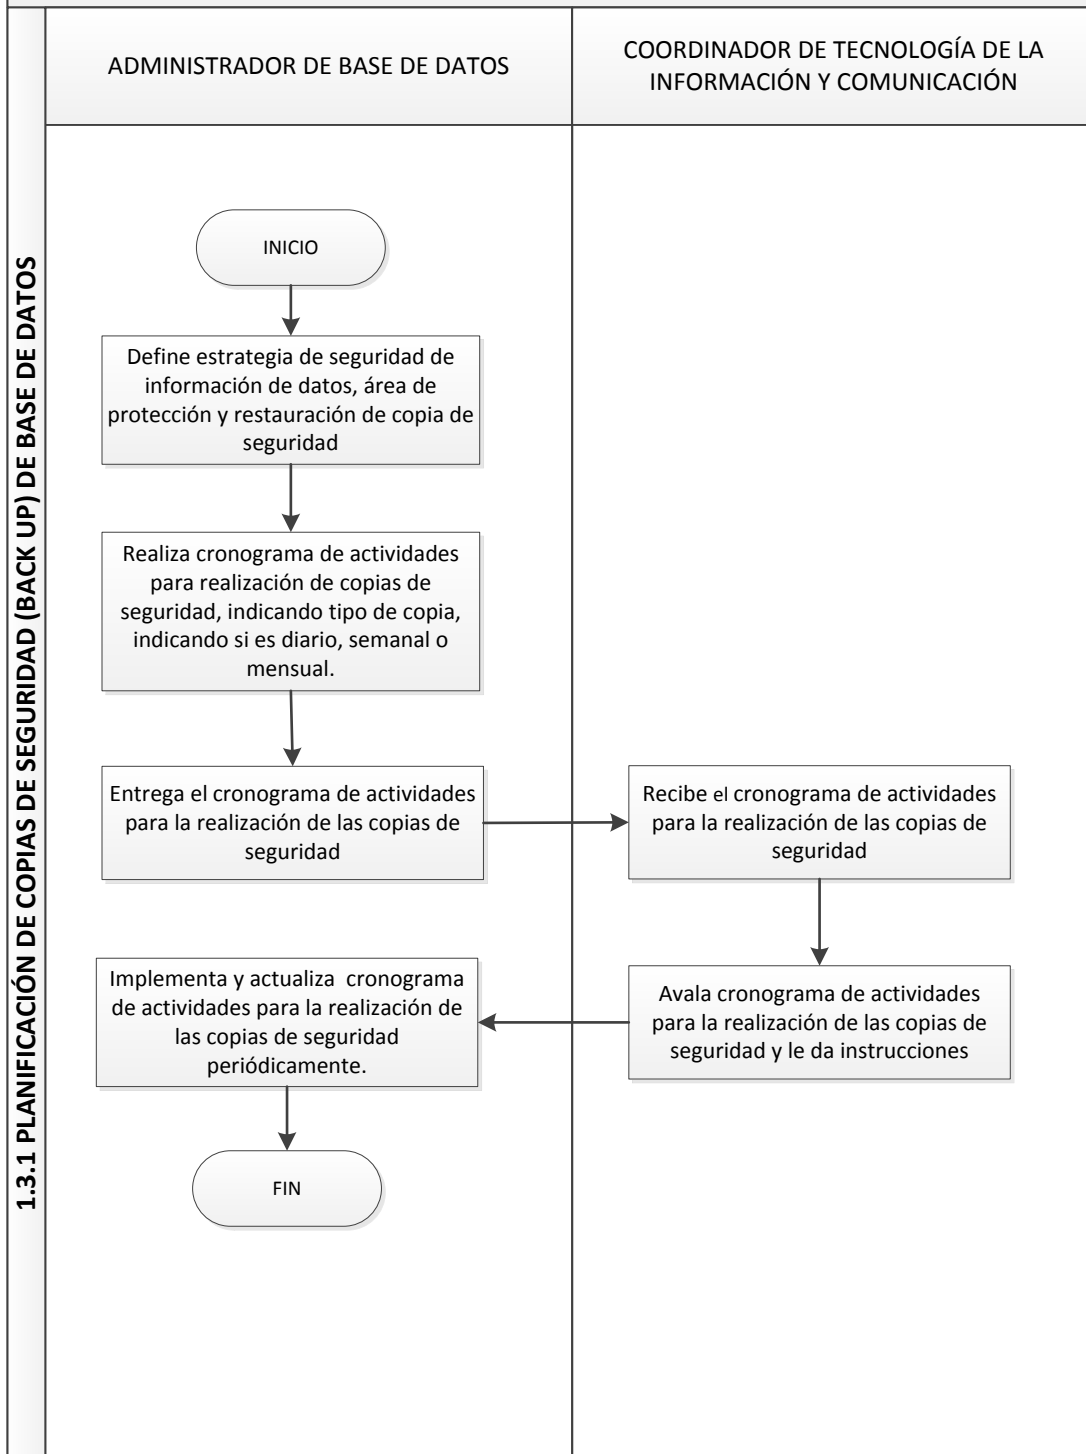 1.3.1 PLANIFICACIÓN DE COPIAS DE SEGURIDAD (BACK UP) DE BASE DE DATOS
ADMINISTRADOR DE BASE DE DATOS
COORDINADOR DE TECNOLOGÍA DE LA
INFORMACIÓN Y COMUNICACIÓN
INICIO
Define estrategia de seguridad de
información de datos, área de
protección y restauración de copia de
seguridad
Realiza cronograma de actividades
para realización de copias de
seguridad, indicando tipo de copia,
indicando si es diario, semanal o
mensual.
Entrega el cronograma de actividades
para la realización de las copias de
seguridad
Recibe el cronograma de actividades
para la realización de las copias de
seguridad
Avala cronograma de actividades
para la realización de las copias de
seguridad y le da instrucciones
Implementa y actualiza  cronograma
de actividades para la realización de
las copias de seguridad
periódicamente.
FIN